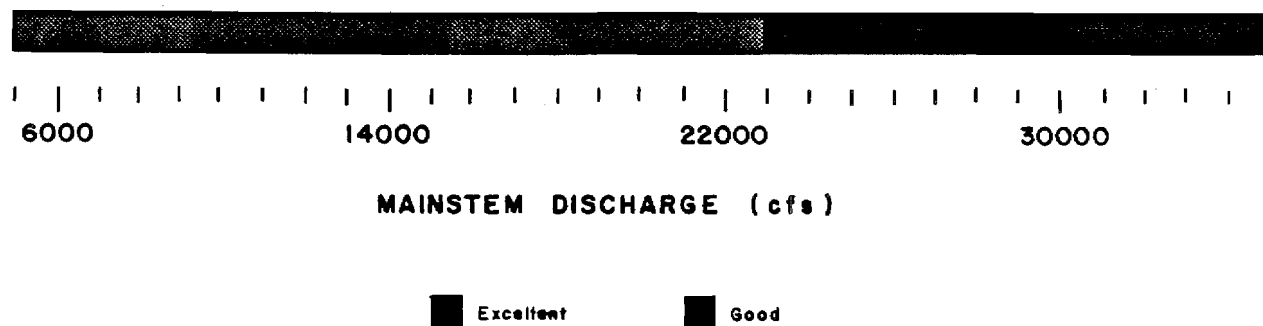 6000 14000 22000 30000
MAINSTEM DISCHARGE (cfs)
Excellent Good